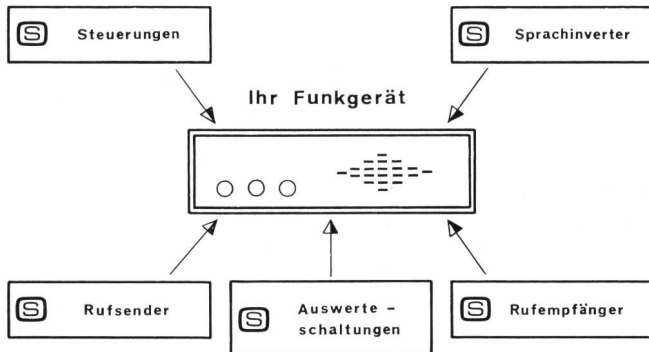 S Steuerungen
S Sprachinverter
Ihr Funkgerät
S Rufsender
S Auswerte –
schaltungen
S Rufempfänger